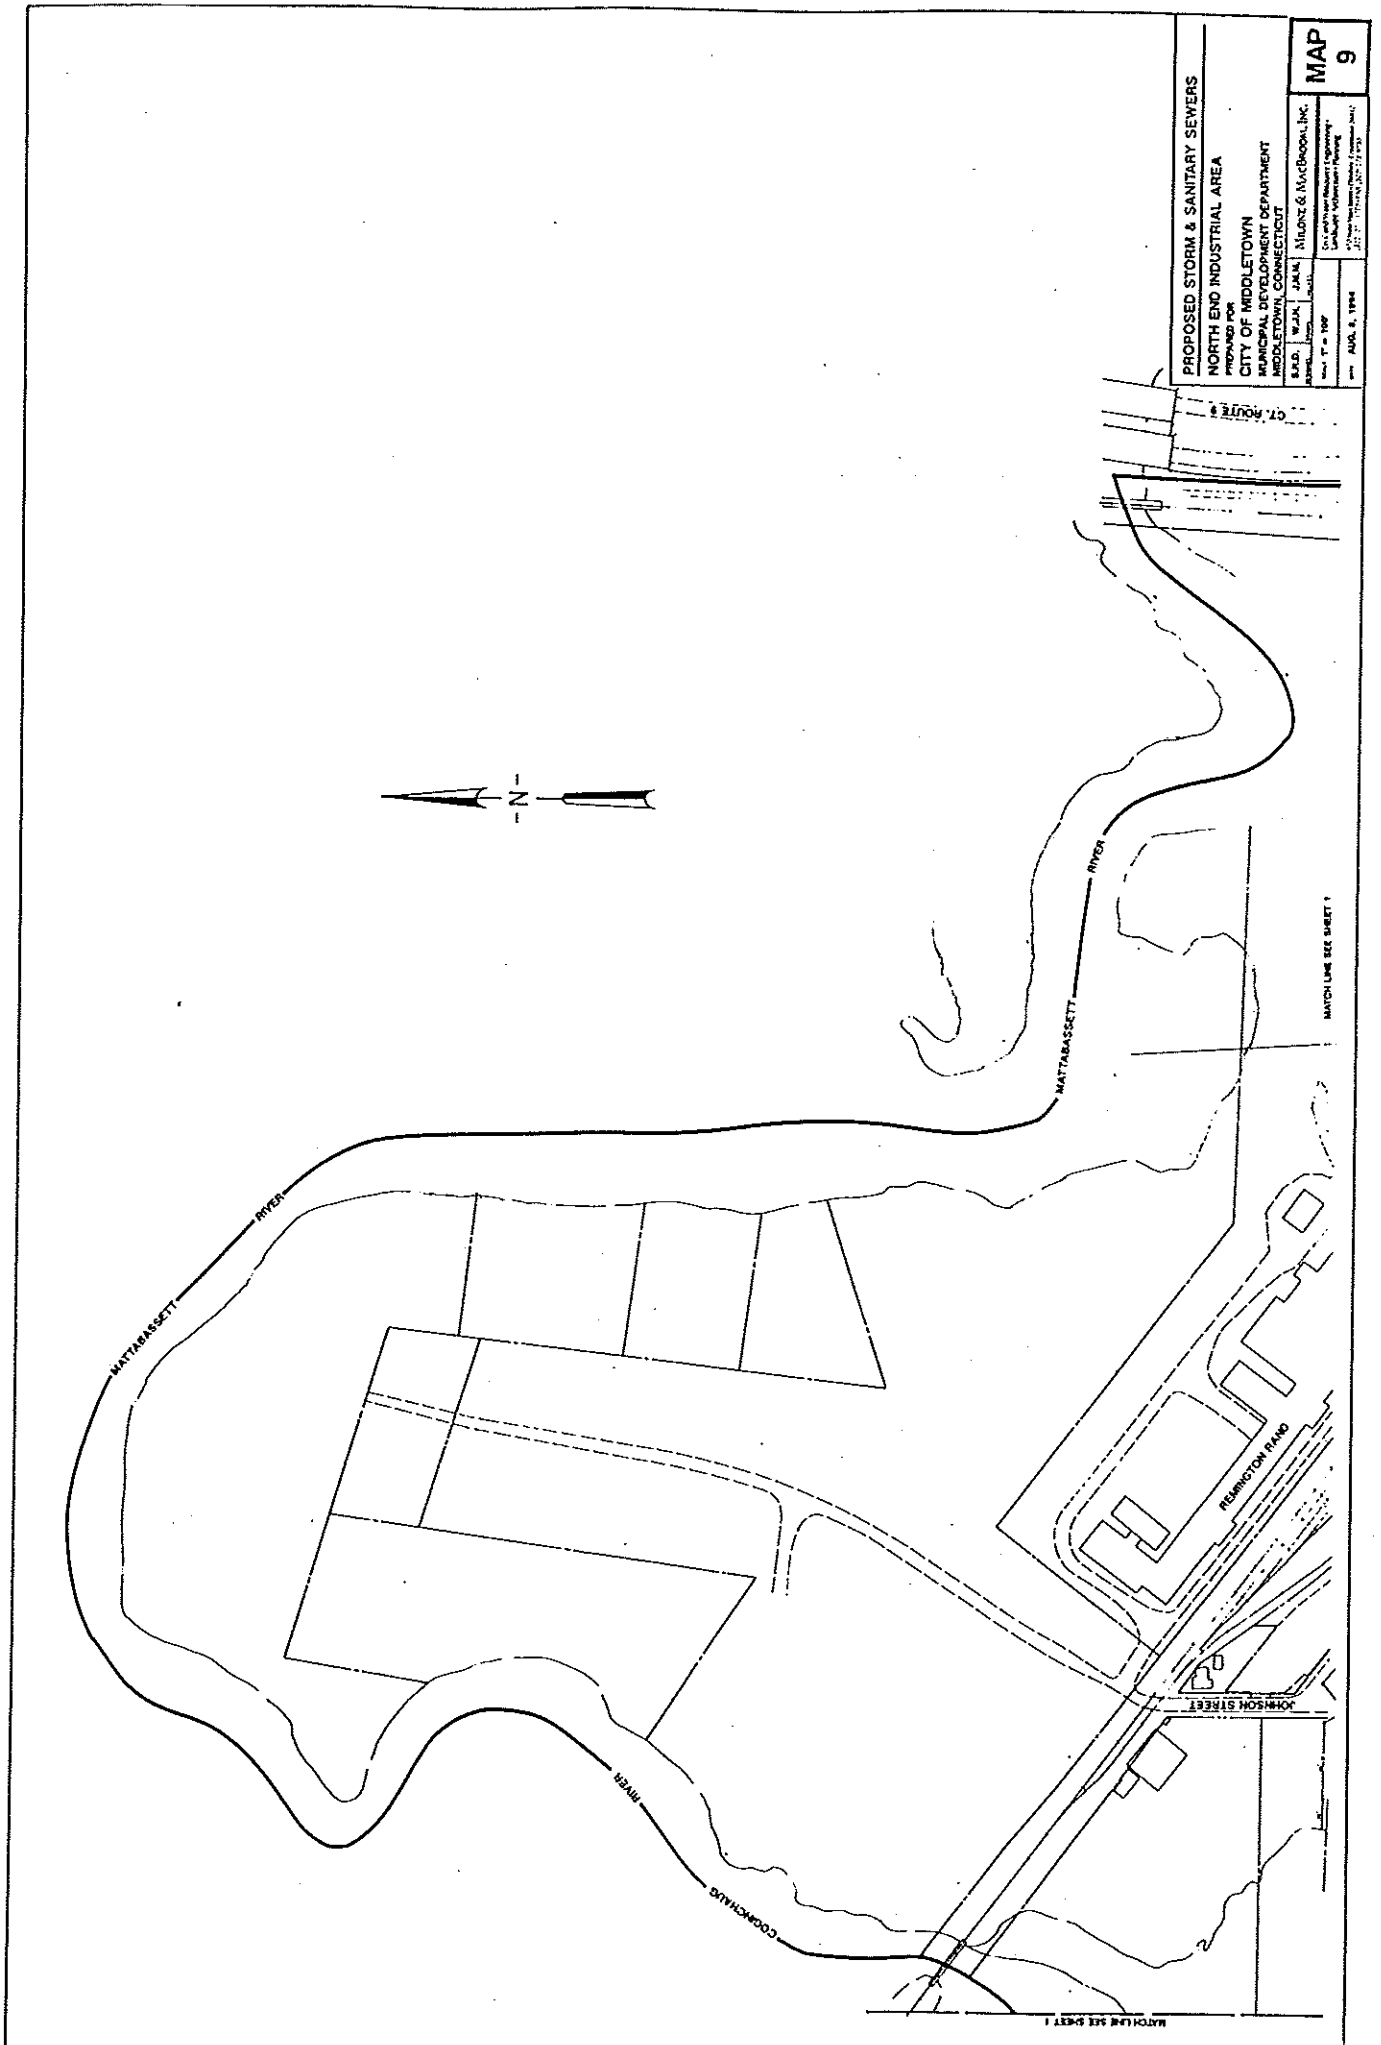 PROPOSED STORM & SANITARY SEWERS
NORTH END INDUSTRIAL AREA
PREPARED FOR
CITY OF MIDDLETOWN
MUNICIPAL DEVELOPMENT DEPARTMENT
MIDDLETOWN, CONNECTICUT
S.R.D. W.J.H. J.M.M.
1" = 100'
AUG. 8, 1994
MILONE & MACBROOM, INC.
MAP
9
CT. ROUTE 9
-N-
MATTABASSETT
RIVER
MATTABASSETT
RIVER
COGINCHAUG
RIVER
REMINGTON RAND
JOHNSON STREET
MATCH LINE SEE SHEET
MATCH LINE SEE SHEET 1